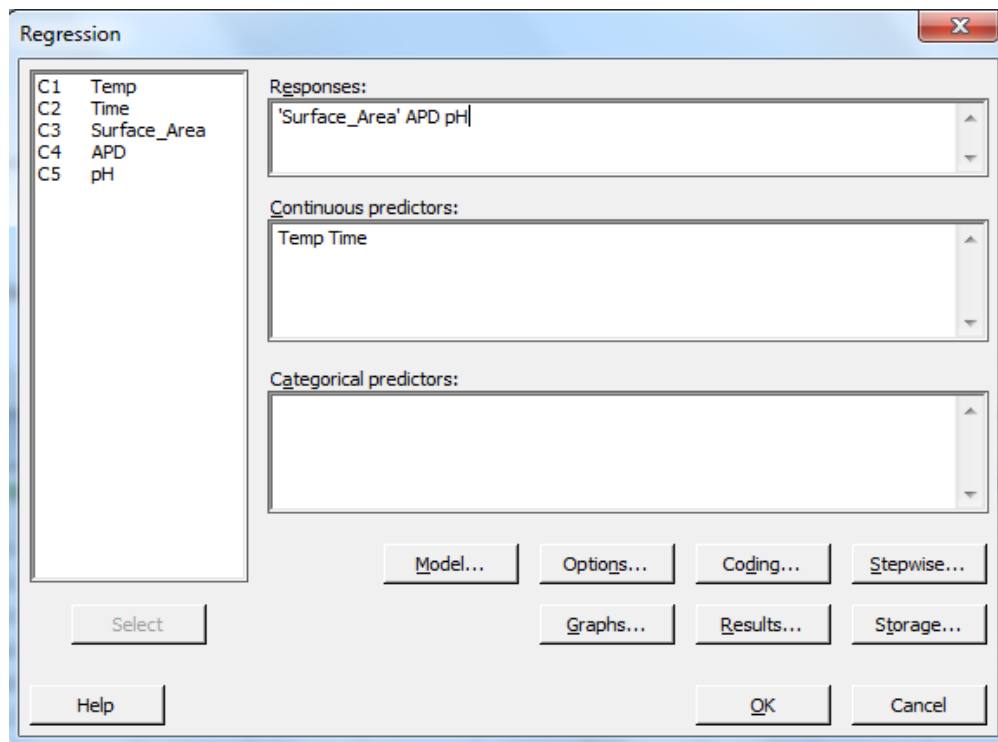 Regression
C1 Temp
C2 Time
C3 Surface_Area
C4 APD
C5 pH
Responses:
'Surface_Area' APD pH
Continuous predictors:
Temp Time
Categorical predictors:
Model... Options... Coding... Stepwise...
Select Graphs... Results... Storage...
Help OK Cancel